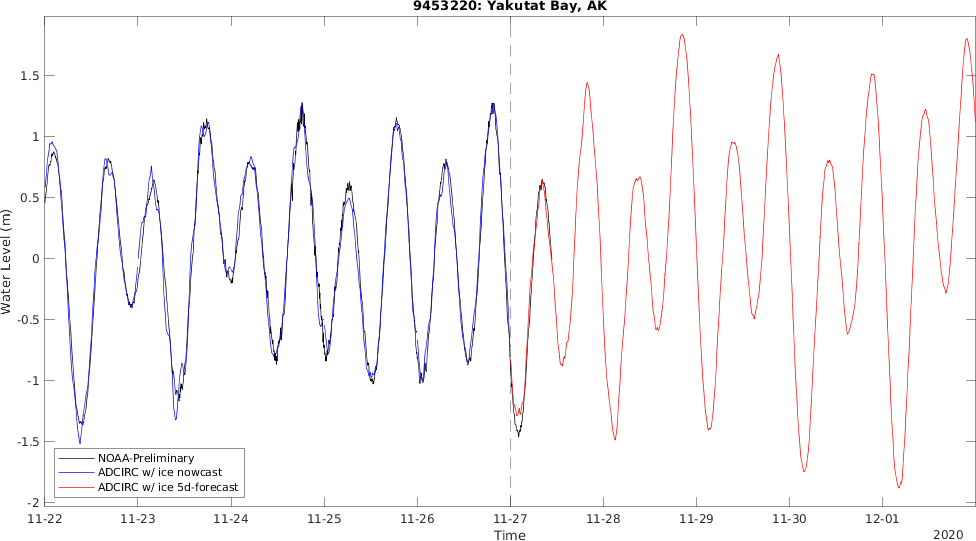 9453220: Yakutat Bay, AK
Water Level (m)
1.5
1
0.5
0
-0.5
-1
-1.5
-2
NOAA-Preliminary
ADCIRC w/ ice nowcast
ADCIRC w/ ice 5d-forecast
11-22 11-23 11-24 11-25 11-26 11-27 11-28 11-29 11-30 12-01
Time
2020